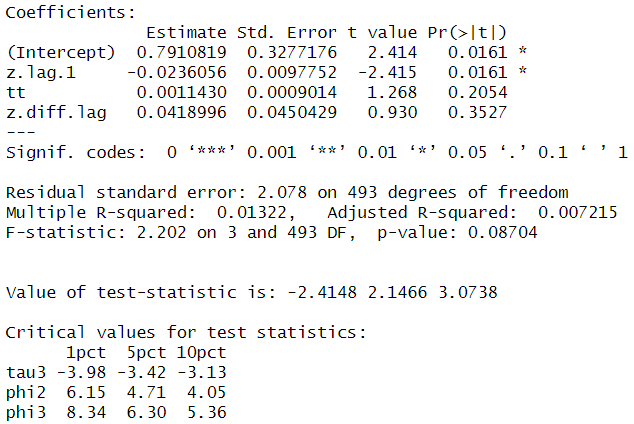 Coefficients:
Estimate Std. Error t value Pr(>|t|)
(Intercept) 0.7910819 0.3277176 2.414 0.0161 *
z.lag.1 -0.0236056 0.0097752 -2.415 0.0161 *
tt 0.0011430 0.0009014 1.268 0.2054
z.diff.lag 0.0418996 0.0450429 0.930 0.3527
---
Signif. codes: 0 ‘***’ 0.001 ‘**’ 0.01 ‘*’ 0.05 ‘.’ 0.1 ‘ ’ 1
Residual standard error: 2.078 on 493 degrees of freedom
Multiple R-squared: 0.01322, Adjusted R-squared: 0.007215
F-statistic: 2.202 on 3 and 493 DF, p-value: 0.08704
Value of test-statistic is: -2.4148 2.1466 3.0738
Critical values for test statistics:
1pct 5pct 10pct
tau3 -3.98 -3.42 -3.13
phi2 6.15 4.71 4.05
phi3 8.34 6.30 5.36